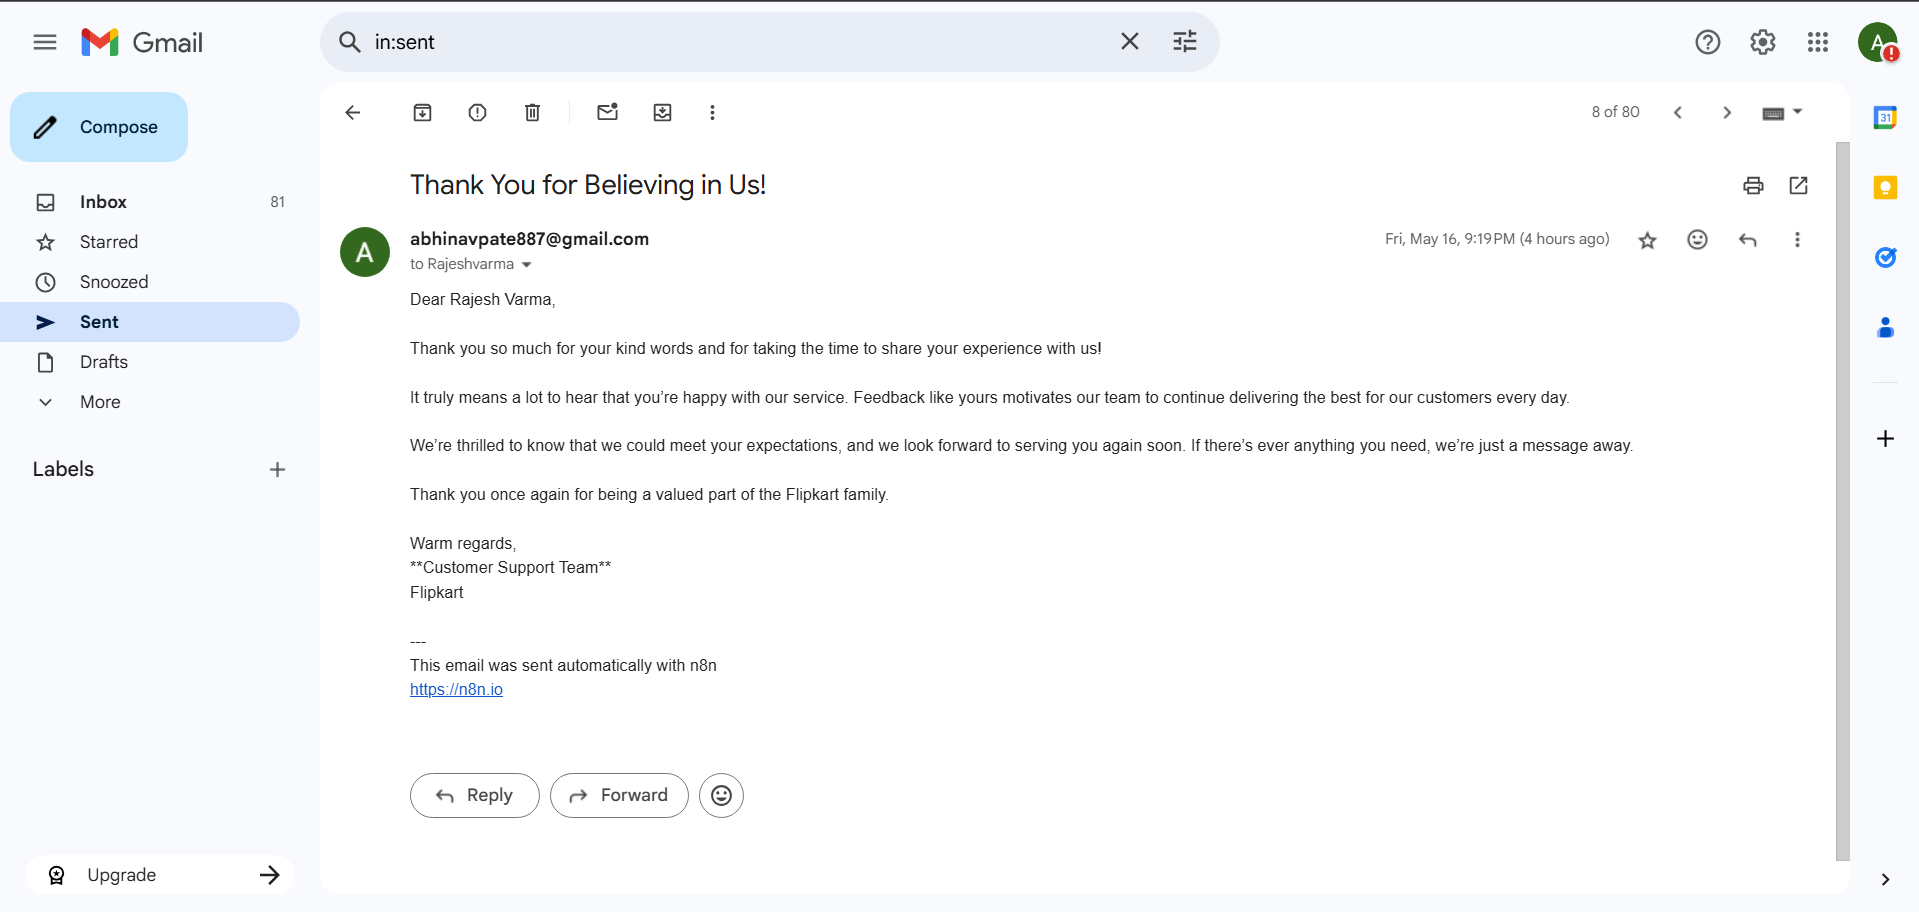 Gmail
in:sent
A
Compose
Inbox 81
Starred
Snoozed
Sent
Drafts
More
Labels
Upgrade
8 of 80
31
Thank You for Believing in Us!
A
abhinavpate887@gmail.com
Fri, May 16, 9:19 PM (4 hours ago)
to Rajeshvarma
Dear Rajesh Varma,
Thank you so much for your kind words and for taking the time to share your experience with us!
It truly means a lot to hear that you’re happy with our service. Feedback like yours motivates our team to continue delivering the best for our customers every day.
We’re thrilled to know that we could meet your expectations, and we look forward to serving you again soon. If there’s ever anything you need, we’re just a message away.
Thank you once again for being a valued part of the Flipkart family.
Warm regards,
**Customer Support Team**
Flipkart
---
This email was sent automatically with n8n
https://n8n.io
Reply
Forward